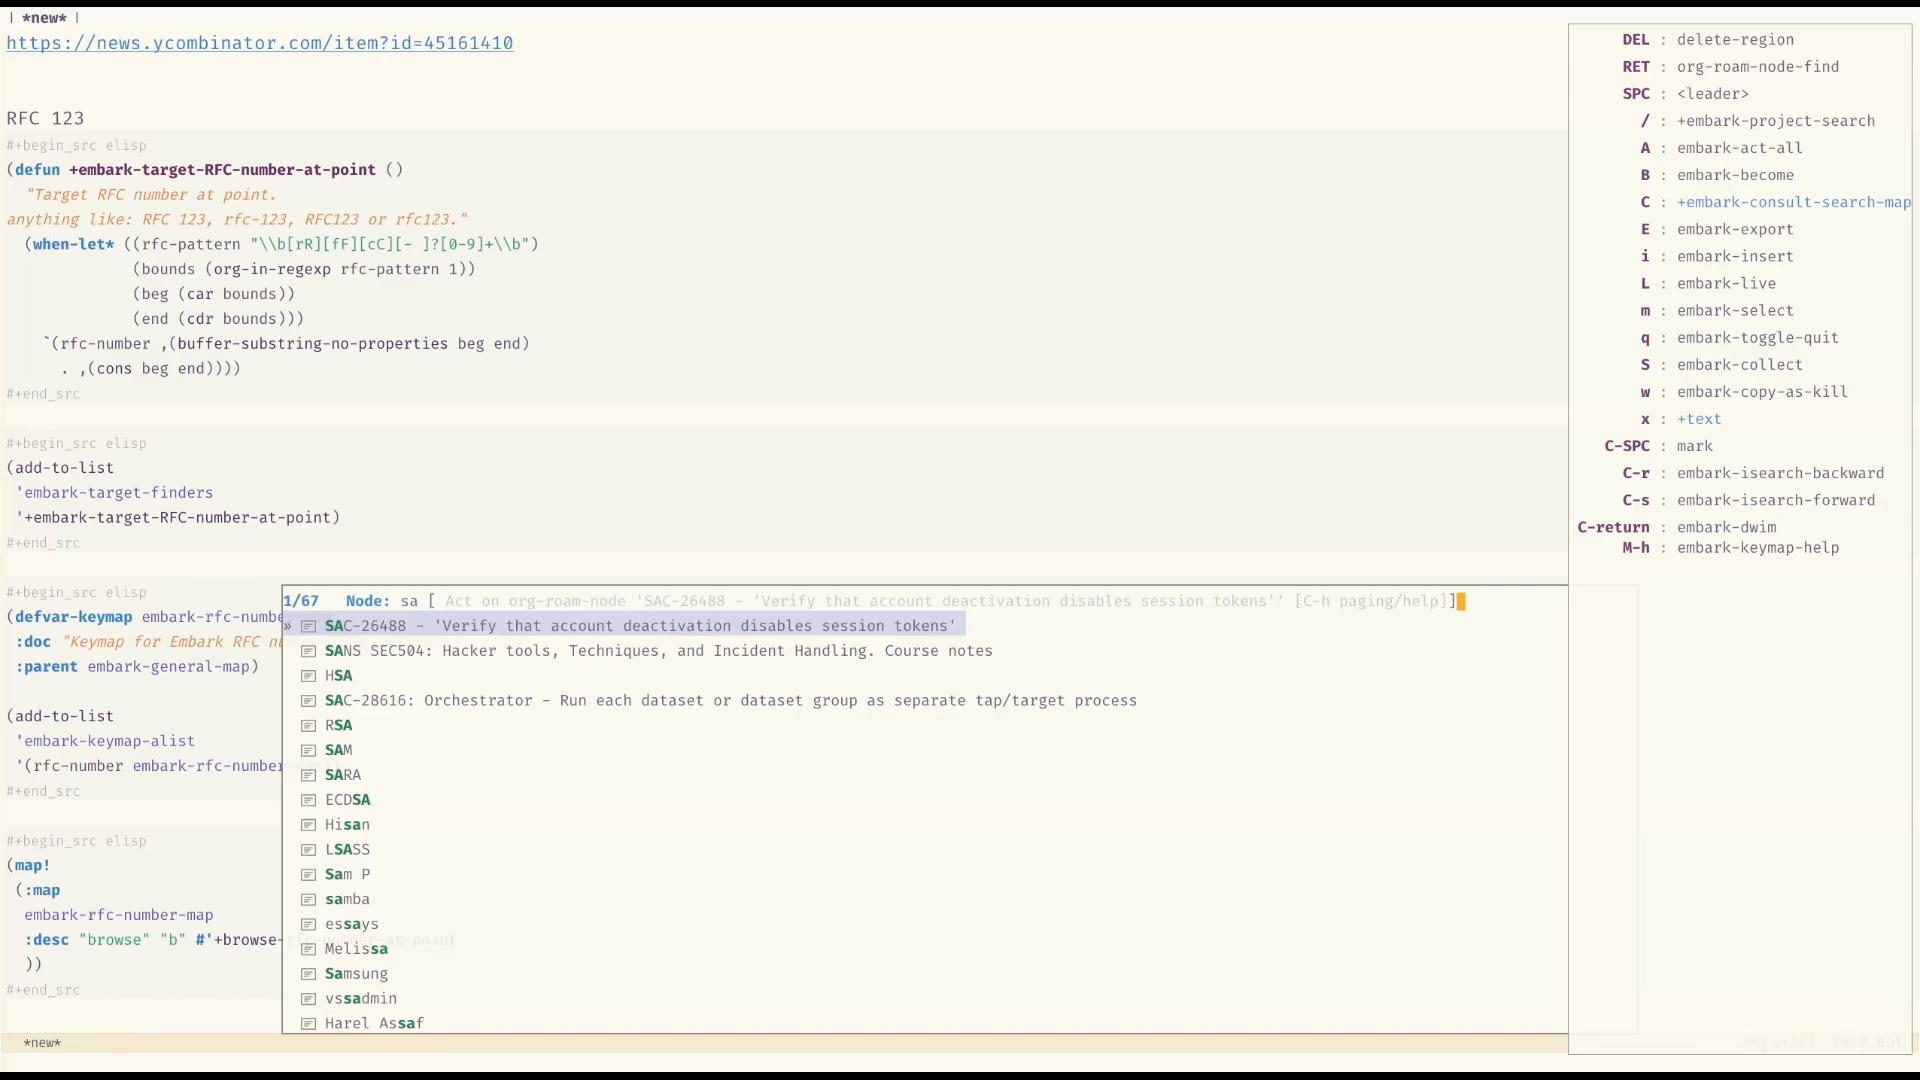 | *new* |
https://news.ycombinator.com/item?id=45161410
RFC 123
#+begin_src elisp
(defun +embark-target-RFC-number-at-point ()
"Target RFC number at point.
anything like: RFC 123, rfc-123, RFC123 or rfc123."
(when-let* ((rfc-pattern "\\b[rR][fF][cC][- ]?[0-9]+\\b")
(bounds (org-in-regexp rfc-pattern 1))
(beg (car bounds))
(end (cdr bounds)))
`(rfc-number ,(buffer-substring-no-properties beg end)
. ,(cons beg end))))
#+end_src
#+begin_src elisp
(add-to-list
'embark-target-finders
'+embark-target-RFC-number-at-point)
#+end_src
#+begin_src elisp
(defvar-keymap embark-rfc-numbe
:doc "Keymap for Embark RFC nu
:parent embark-general-map)
(add-to-list
'embark-keymap-alist
'(rfc-number embark-rfc-number
#+end_src
#+begin_src elisp
(map!
(:map
embark-rfc-number-map
:desc "browse" "b" #'+browse-rfc-number-at-point
))
#+end_src
1/67 Node: sa [ Act on org-roam-node 'SAC-26488 - 'Verify that account deactivation disables session tokens'' [C-h paging/help]]
» SAC-26488 - 'Verify that account deactivation disables session tokens'
SANS SEC504: Hacker tools, Techniques, and Incident Handling. Course notes
HSA
SAC-28616: Orchestrator - Run each dataset or dataset group as separate tap/target process
RSA
SAM
SARA
ECDSA
Hisan
LSASS
Sam P
samba
essays
Melissa
Samsung
vssadmin
Harel Assaf
*new*
DEL : delete-region
RET : org-roam-node-find
SPC : <leader>
/ : +embark-project-search
A : embark-act-all
B : embark-become
C : +embark-consult-search-map
E : embark-export
i : embark-insert
L : embark-live
m : embark-select
q : embark-toggle-quit
S : embark-collect
w : embark-copy-as-kill
x : +text
C-SPC : mark
C-r : embark-isearch-backward
C-s : embark-isearch-forward
C-return : embark-dwim
M-h : embark-keymap-help